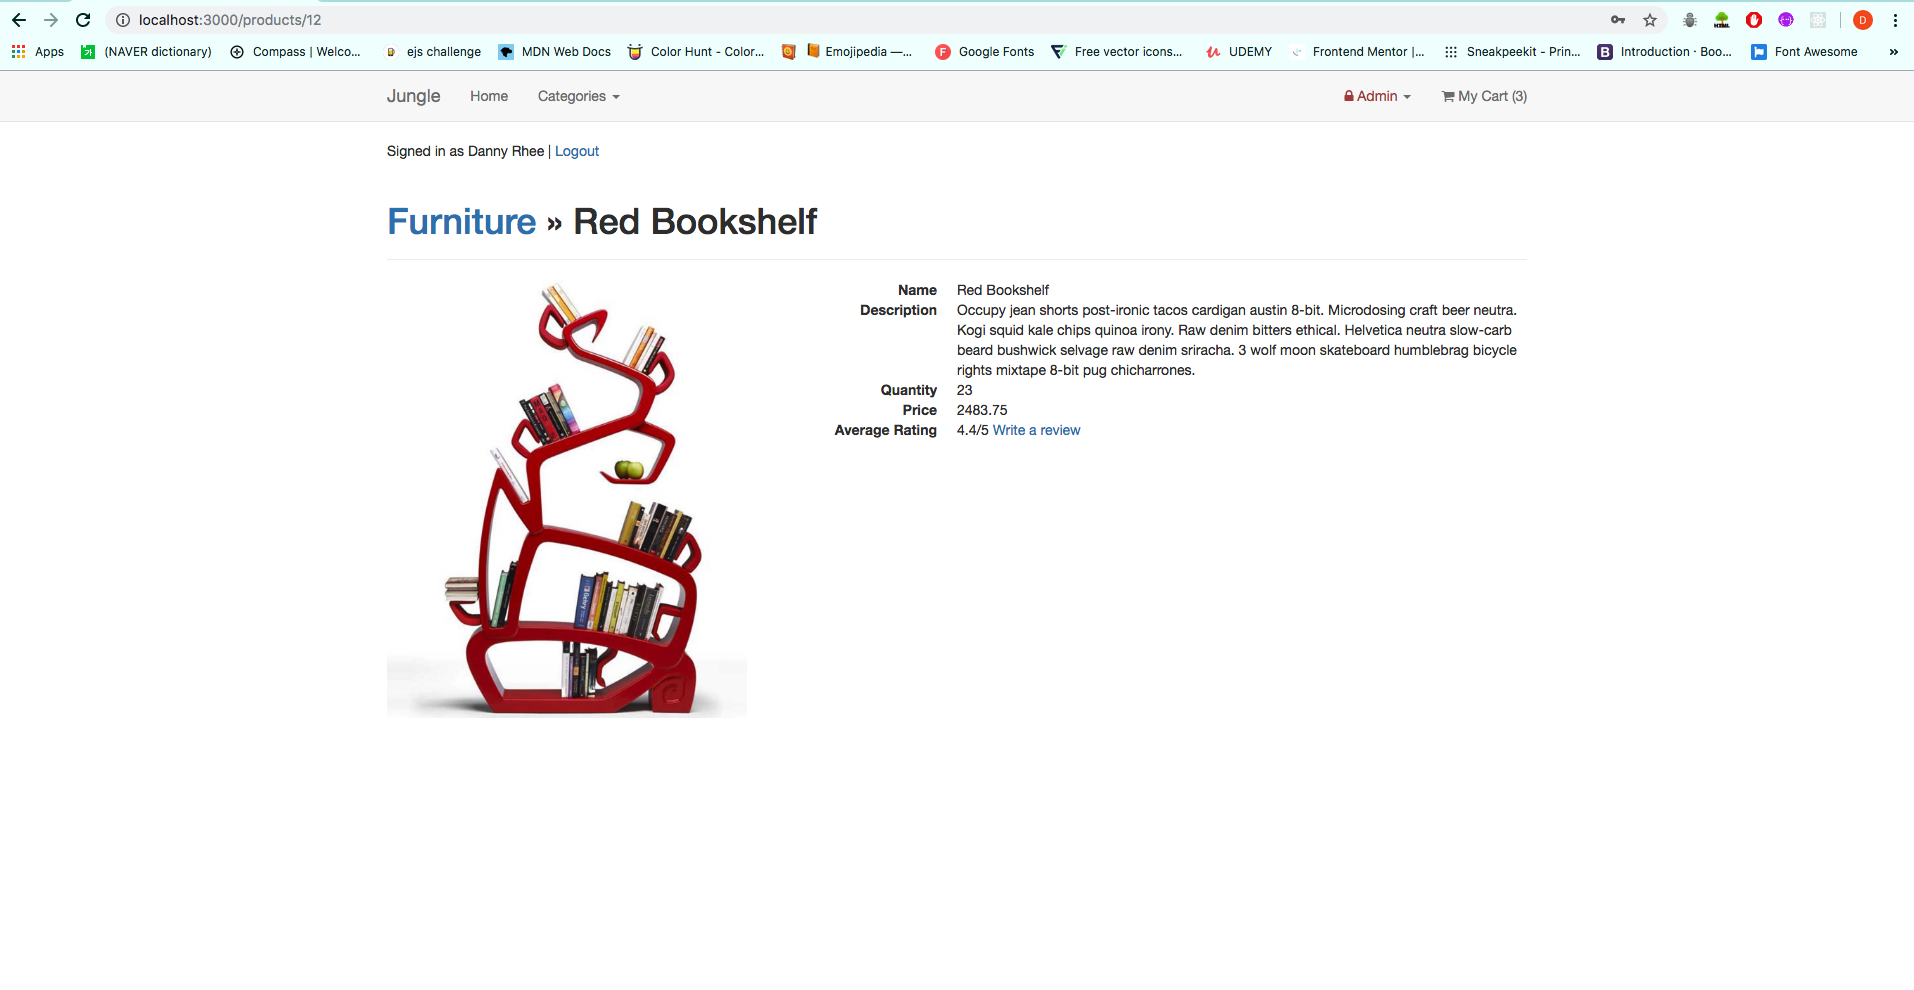 localhost:3000/products/12
D
Apps (NAVER dictionary) Compass | Welco... ejs challenge MDN Web Docs Color Hunt - Color... Emojipedia —... Google Fonts Free vector icons... UDEMY Frontend Mentor |... Sneakpeekit - Prin... Introduction · Boo... Font Awesome »
Jungle Home Categories Admin My Cart (3)
Signed in as Danny Rhee | Logout
Furniture » Red Bookshelf
Name Red Bookshelf
Description Occupy jean shorts post-ironic tacos cardigan austin 8-bit. Microdosing craft beer neutra.
Kogi squid kale chips quinoa irony. Raw denim bitters ethical. Helvetica neutra slow-carb
beard bushwick selvage raw denim sriracha. 3 wolf moon skateboard humblebrag bicycle
rights mixtape 8-bit pug chicharrones.
Quantity 23
Price 2483.75
Average Rating 4.4/5 Write a review